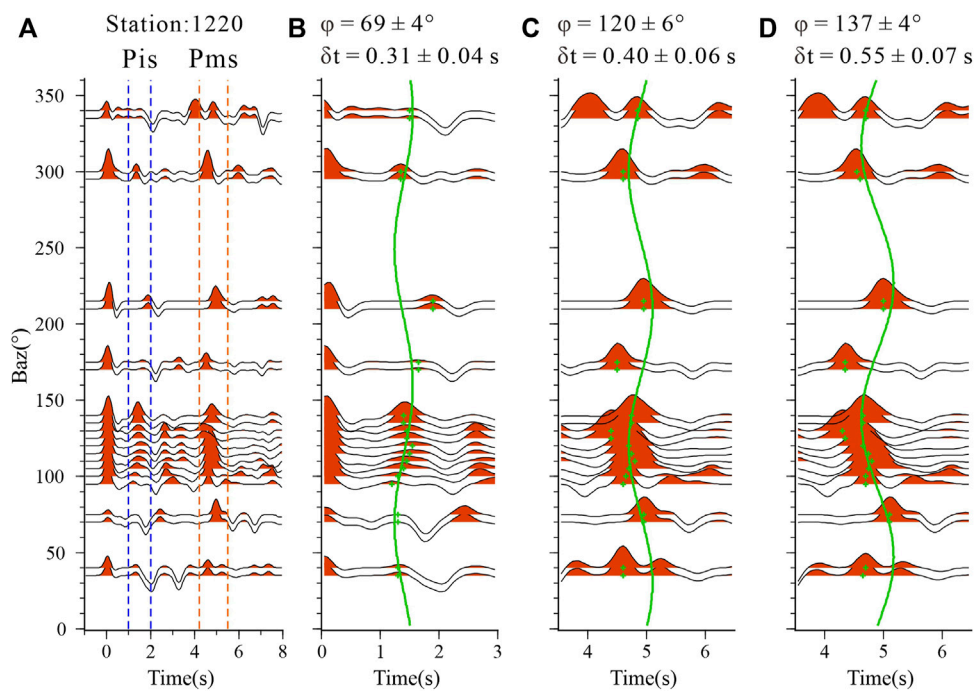 A Station:1220 B φ = 69 ± 4° C φ = 120 ± 6° D φ = 137 ± 4°
Pis Pms δt = 0.31 ± 0.04 s δt = 0.40 ± 0.06 s δt = 0.55 ± 0.07 s
350
300
250
200
150
100
50
0
Baz(°)
0 2 4 6 8 0 1 2 3 4 5 6 4 5 6
Time(s) Time(s) Time(s) Time(s)